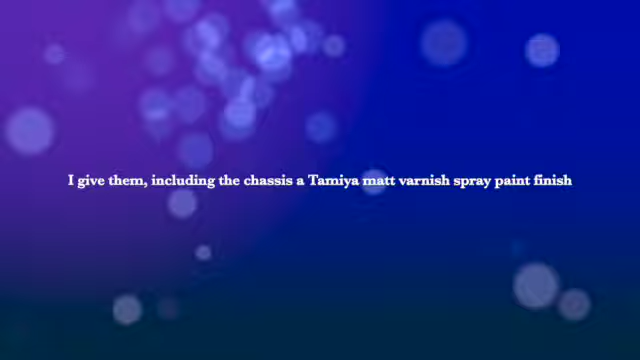 I give them, including the chassis a Tamiya matt varnish spray paint finish